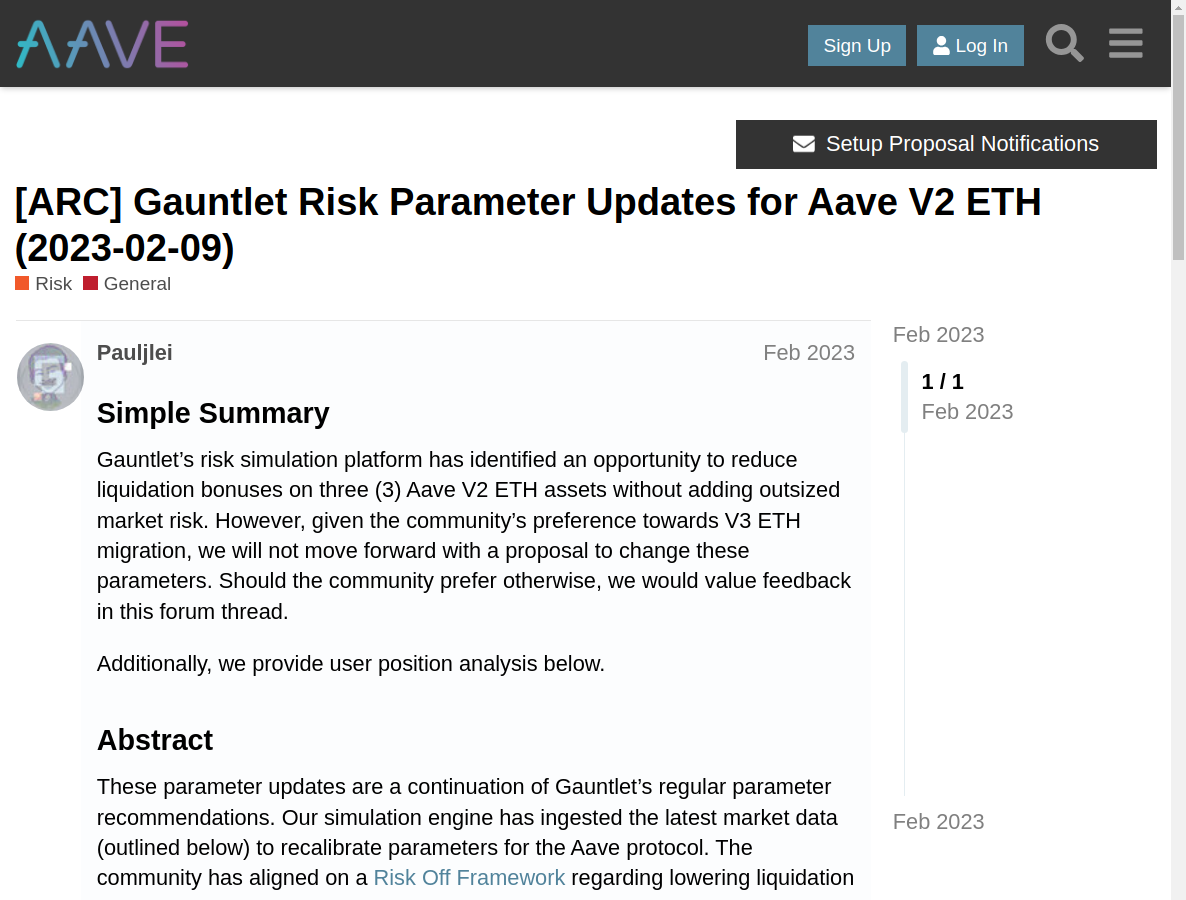 AAVE
Sign Up
Log In
Setup Proposal Notifications
[ARC] Gauntlet Risk Parameter Updates for Aave V2 ETH
(2023-02-09)
Risk General
Pauljlei Feb 2023
Simple Summary
Gauntlet’s risk simulation platform has identified an opportunity to reduce
liquidation bonuses on three (3) Aave V2 ETH assets without adding outsized
market risk. However, given the community’s preference towards V3 ETH
migration, we will not move forward with a proposal to change these
parameters. Should the community prefer otherwise, we would value feedback
in this forum thread.
Additionally, we provide user position analysis below.
Abstract
These parameter updates are a continuation of Gauntlet’s regular parameter
recommendations. Our simulation engine has ingested the latest market data
(outlined below) to recalibrate parameters for the Aave protocol. The
community has aligned on a Risk Off Framework regarding lowering liquidation
Feb 2023
1 / 1
Feb 2023
Feb 2023